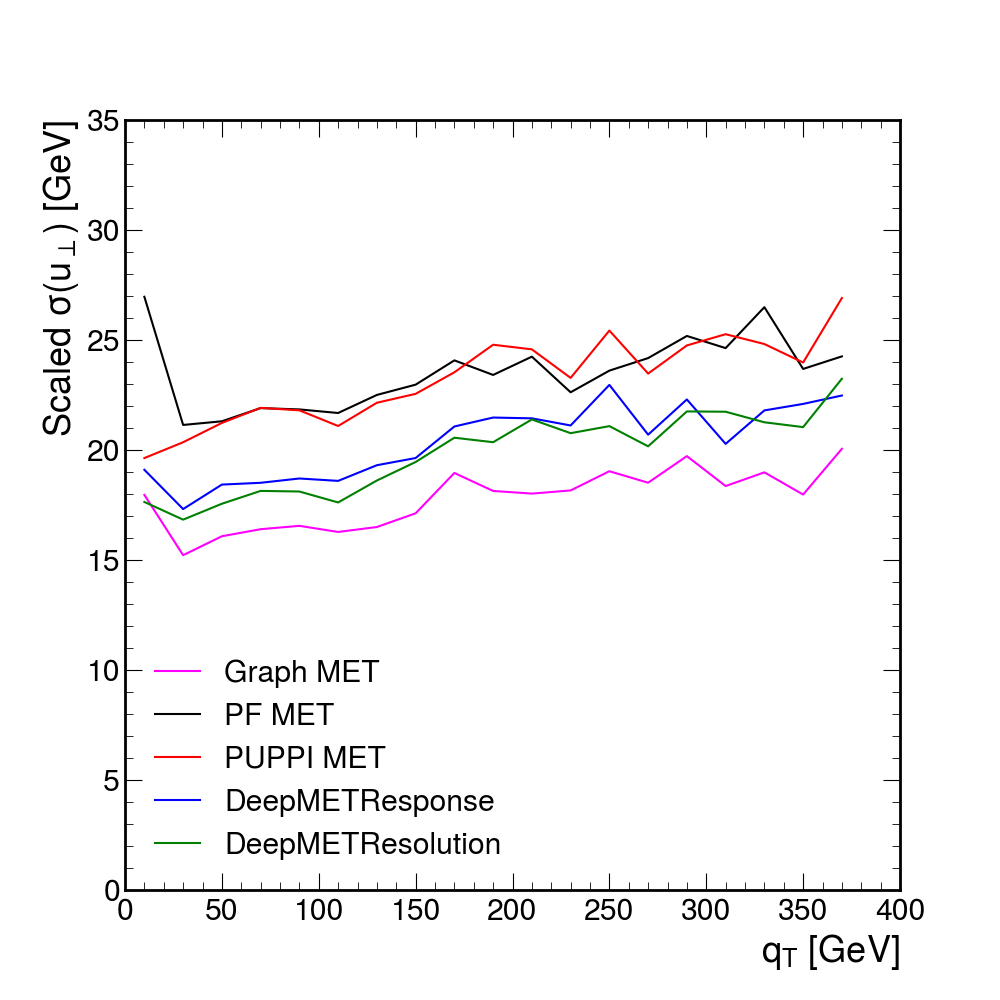 Scaled σ(u⊥) [GeV]
35
30
25
20
15
10
5
0
Graph MET
PF MET
PUPPI MET
DeepMETResponse
DeepMETResolution
0 50 100 150 200 250 300 350 400
qT [GeV]